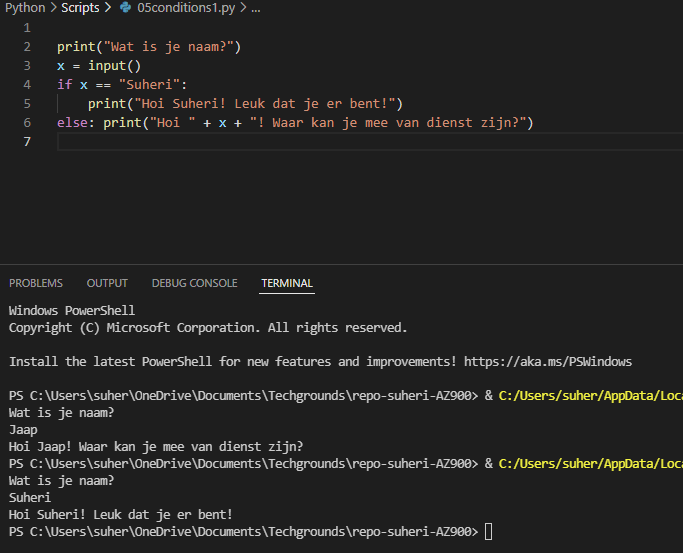 Python > Scripts > 05conditions1.py > ...
1
2 print("Wat is je naam?")
3 x = input()
4 if x == "Suheri":
5 print("Hoi Suheri! Leuk dat je er bent!")
6 else: print("Hoi " + x + "! Waar kan je mee van dienst zijn?")
7
PROBLEMS OUTPUT DEBUG CONSOLE TERMINAL
Windows PowerShell
Copyright (C) Microsoft Corporation. All rights reserved.
Install the latest PowerShell for new features and improvements! https://aka.ms/PSWindows
PS C:\Users\suher\OneDrive\Documents\Techgrounds\repo-suheri-AZ900> & C:/Users/suher/AppData/Loca
Wat is je naam?
Jaap
Hoi Jaap! Waar kan je mee van dienst zijn?
PS C:\Users\suher\OneDrive\Documents\Techgrounds\repo-suheri-AZ900> & C:/Users/suher/AppData/Loca
Wat is je naam?
Suheri
Hoi Suheri! Leuk dat je er bent!
PS C:\Users\suher\OneDrive\Documents\Techgrounds\repo-suheri-AZ900>